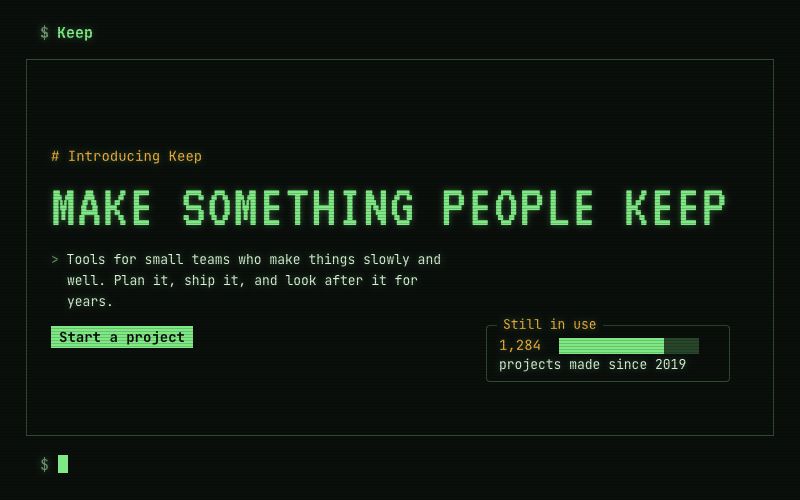 $ Keep
# Introducing Keep
MAKE SOMETHING PEOPLE KEEP
> Tools for small teams who make things slowly and
well. Plan it, ship it, and look after it for
years.
Start a project
Still in use
1,284
projects made since 2019
$